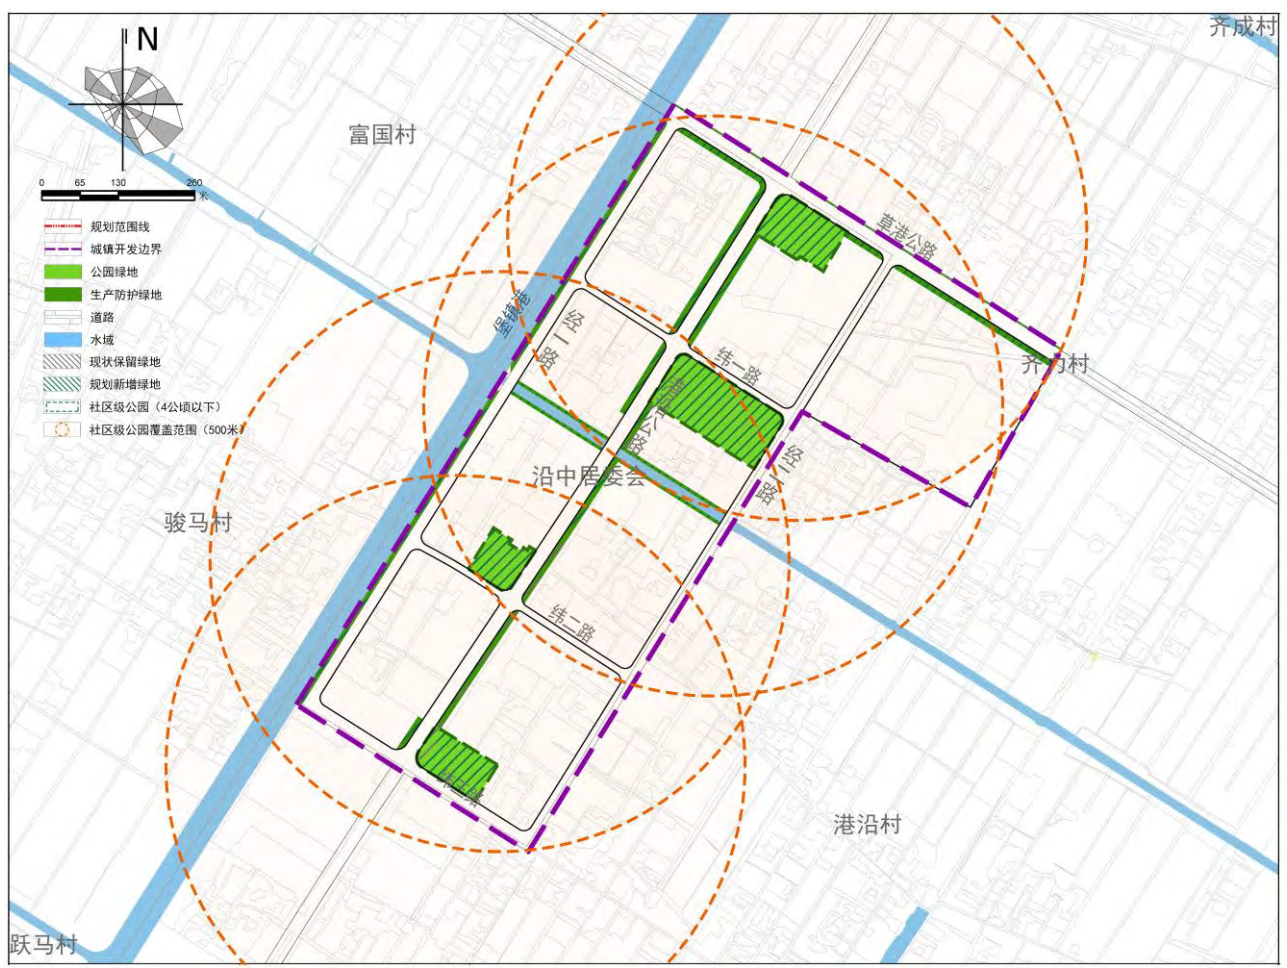 N
齐成村
富国村
0 65 130 260
米
规划范围线
城镇开发边界
公园绿地
生产防护绿地
道路
水域
现状保留绿地
规划新增绿地
社区级公园（4公顷以下）
社区级公园覆盖范围（500米）
草港公路
堡镇港
经一路
纬一路
经二路
沿中居委会
骏马村
纬二路
港沿村
跃马村